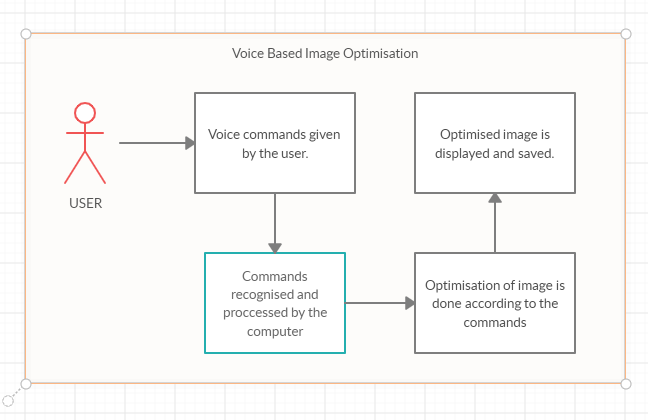 Voice Based Image Optimisation
USER
Voice commands given
by the user.
Commands
recognised and
proccessed by the
computer
Optimisation of image is
done according to the
commands
Optimised image is
displayed and saved.